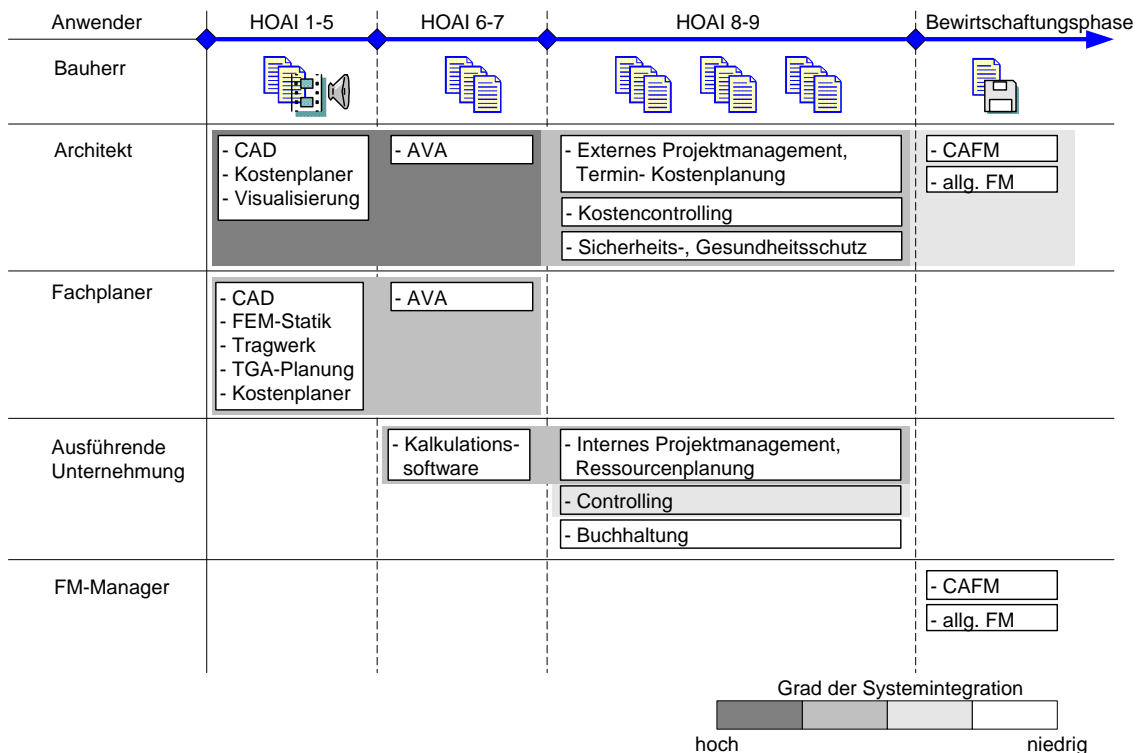 Anwender
HOAI 1-5
HOAI 6-7
HOAI 8-9
Bewirtschaftungsphase
Bauherr
Architekt
- CAD
- Kostenplaner
- Visualisierung
- AVA
- Externes Projektmanagement,
Termin- Kostenplanung
- Kostencontrolling
- Sicherheits-, Gesundheitsschutz
- CAFM
- allg. FM
Fachplaner
- CAD
- FEM-Statik
- Tragwerk
- TGA-Planung
- Kostenplaner
- AVA
Ausführende
Unternehmung
- Kalkulations-
software
- Internes Projektmanagement,
Ressourcenplanung
- Controlling
- Buchhaltung
FM-Manager
- CAFM
- allg. FM
Grad der Systemintegration
hoch
niedrig